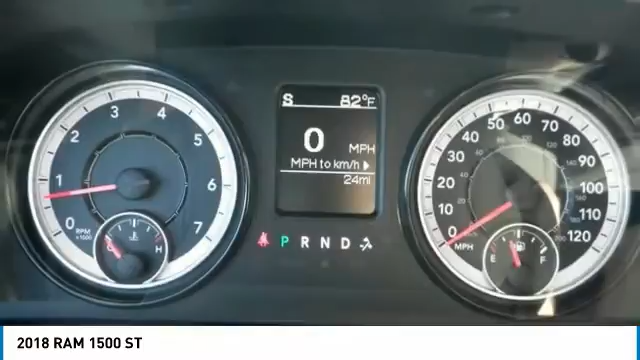 S 82°F
0 MPH
MPH to km/h
24mi
0 1 2 3 4 5 6 7
RPM
x1000
H
P R N D
0 10 20 30 40 50 60 70 80 90 100 110 120
MPH
E F
2018 RAM 1500 ST